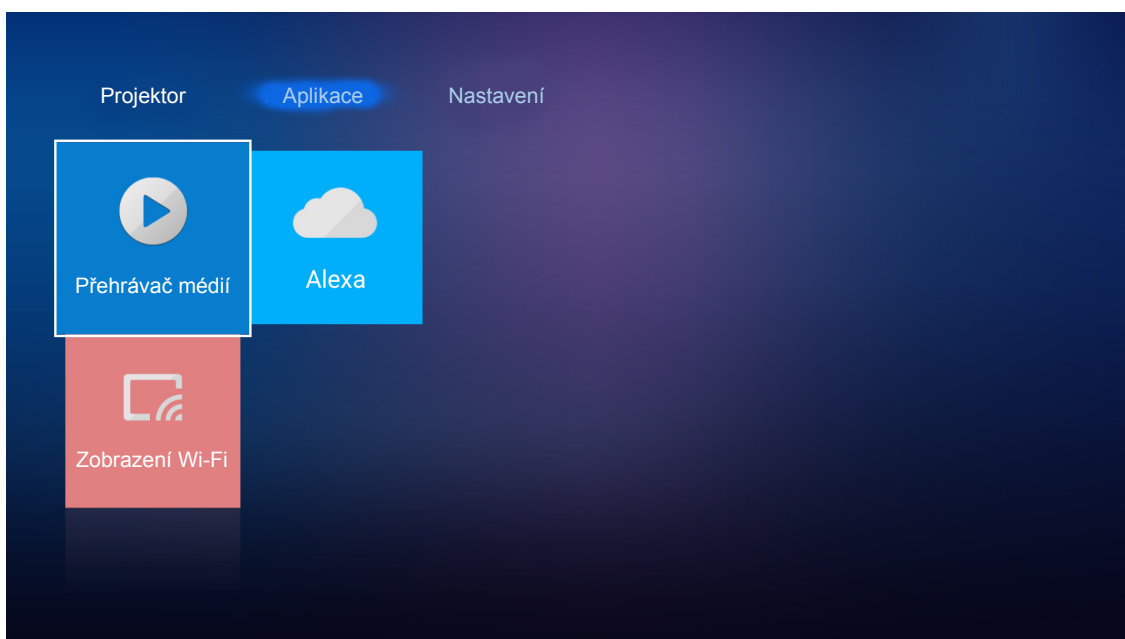 Projektor Aplikace Nastavení
Přehrávač médií
Alexa
Zobrazení Wi-Fi